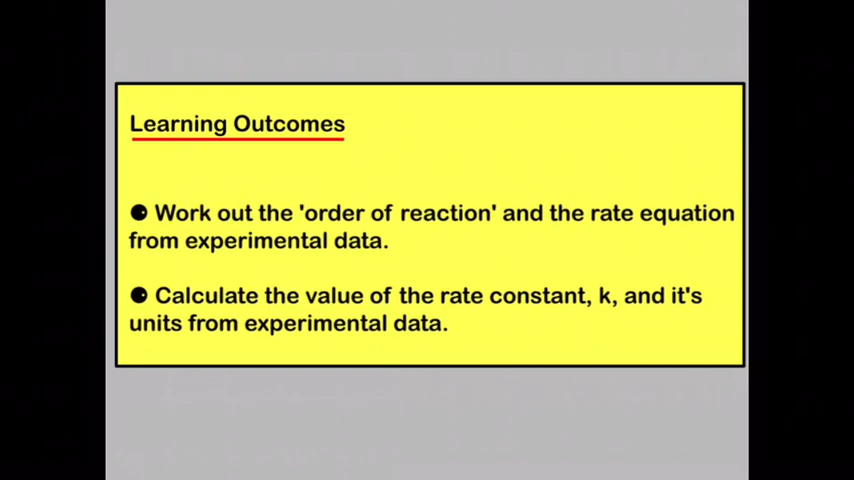 Learning Outcomes
● Work out the 'order of reaction' and the rate equation
from experimental data.
● Calculate the value of the rate constant, k, and it's
units from experimental data.